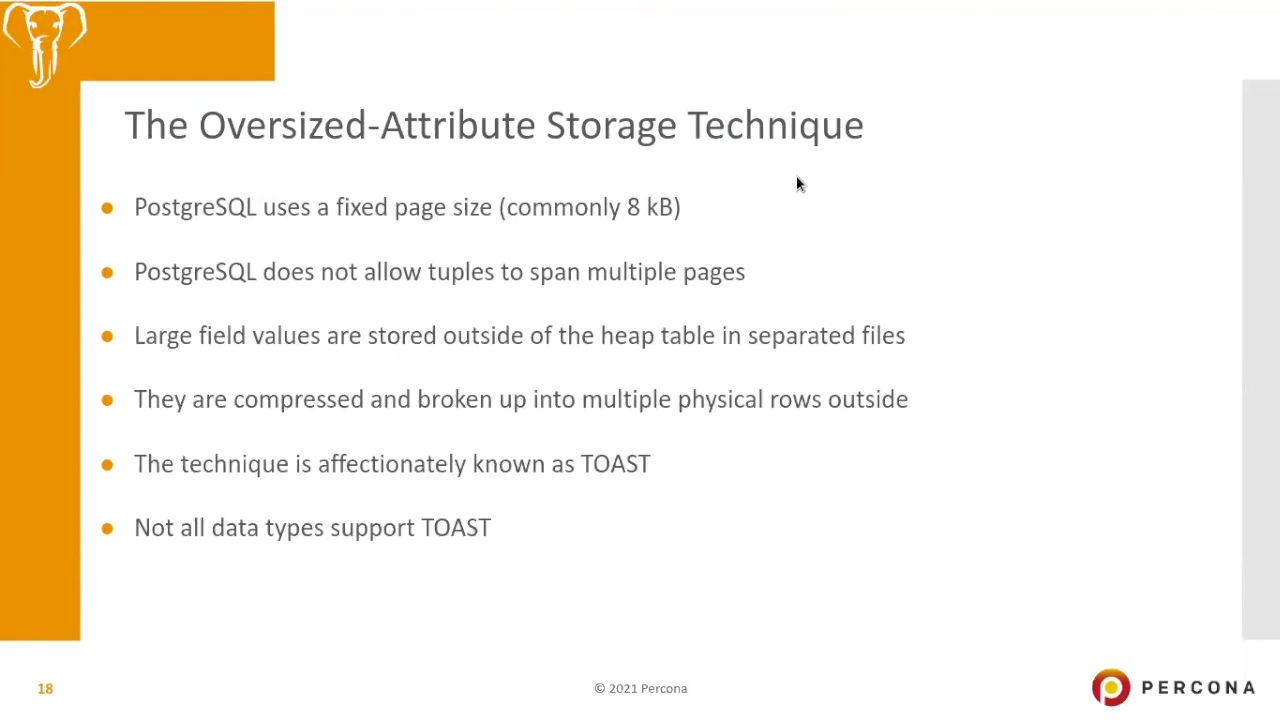 The Oversized-Attribute Storage Technique
● PostgreSQL uses a fixed page size (commonly 8 kB)
● PostgreSQL does not allow tuples to span multiple pages
● Large field values are stored outside of the heap table in separated files
● They are compressed and broken up into multiple physical rows outside
● The technique is affectionately known as TOAST
● Not all data types support TOAST
18
© 2021 Percona
PERCONA